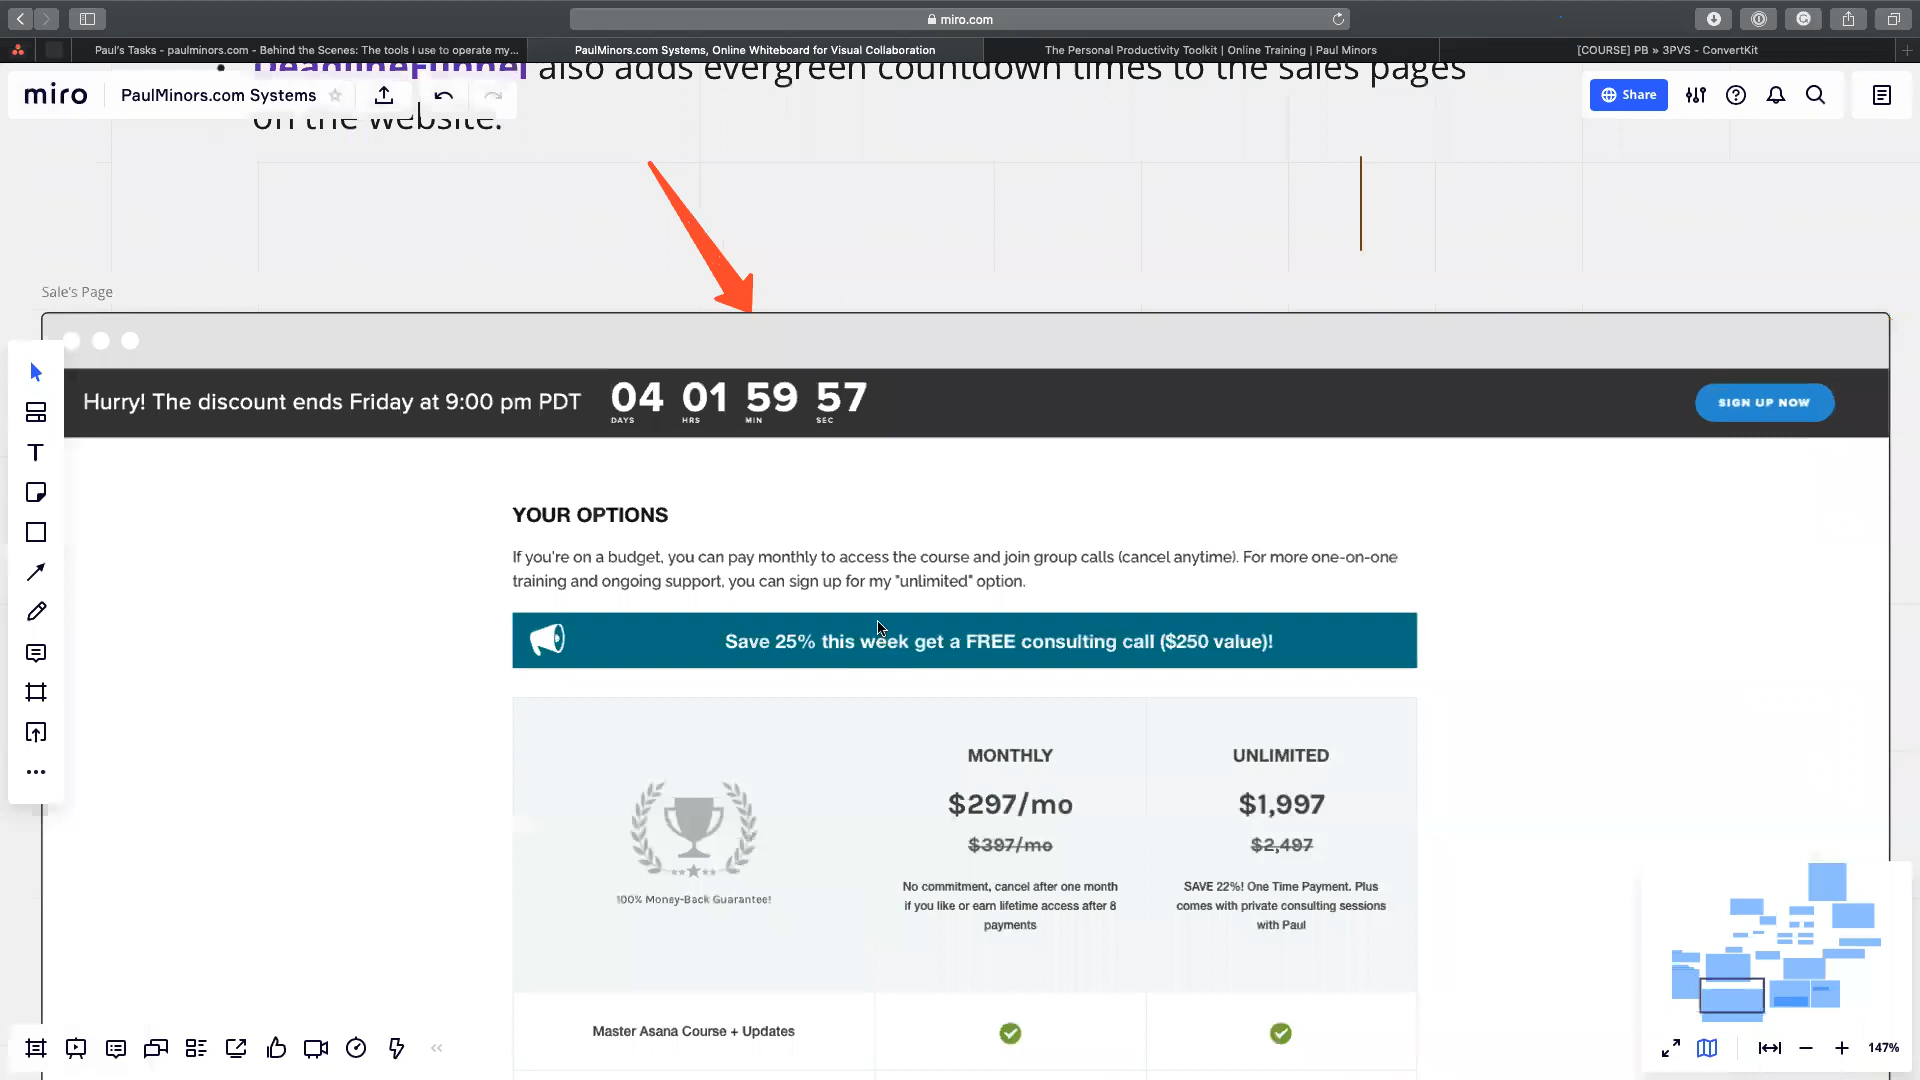 miro.com
Paul's Tasks - paulminors.com - Behind the Scenes: The tools I use to operate my...
PaulMinors.com Systems, Online Whiteboard for Visual Collaboration
The Personal Productivity Toolkit | Online Training | Paul Minors
[COURSE] PB » 3PVS - ConvertKit
DeadlineFunnel also adds evergreen countdown times to the sales pages
on the website.
miro
PaulMinors.com Systems
Share
Sale's Page
Hurry! The discount ends Friday at 9:00 pm PDT
04 01 59 57
DAYS HRS MIN SEC
SIGN UP NOW
YOUR OPTIONS
If you're on a budget, you can pay monthly to access the course and join group calls (cancel anytime). For more one-on-one
training and ongoing support, you can sign up for my "unlimited" option.
Save 25% this week get a FREE consulting call ($250 value)!
MONTHLY
$297/mo
$397/mo
No commitment, cancel after one month
if you like or earn lifetime access after 8
payments
UNLIMITED
$1,997
$2,497
SAVE 22%! One Time Payment. Plus
comes with private consulting sessions
with Paul
100% Money-Back Guarantee!
Master Asana Course + Updates
147%